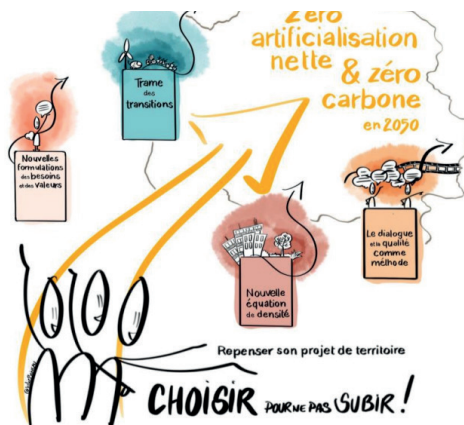 Zéro
artificialisation
nette & zéro
carbone
en 2050
Trame
des
transitions
Nouvelles
formulations
des besoins
et des valeurs
Le dialogue
et la qualité
comme
méthode
Nouvelle
équation
de densité
Repenser son projet de territoire
CHOISIR POUR NE PAS SUBIR !